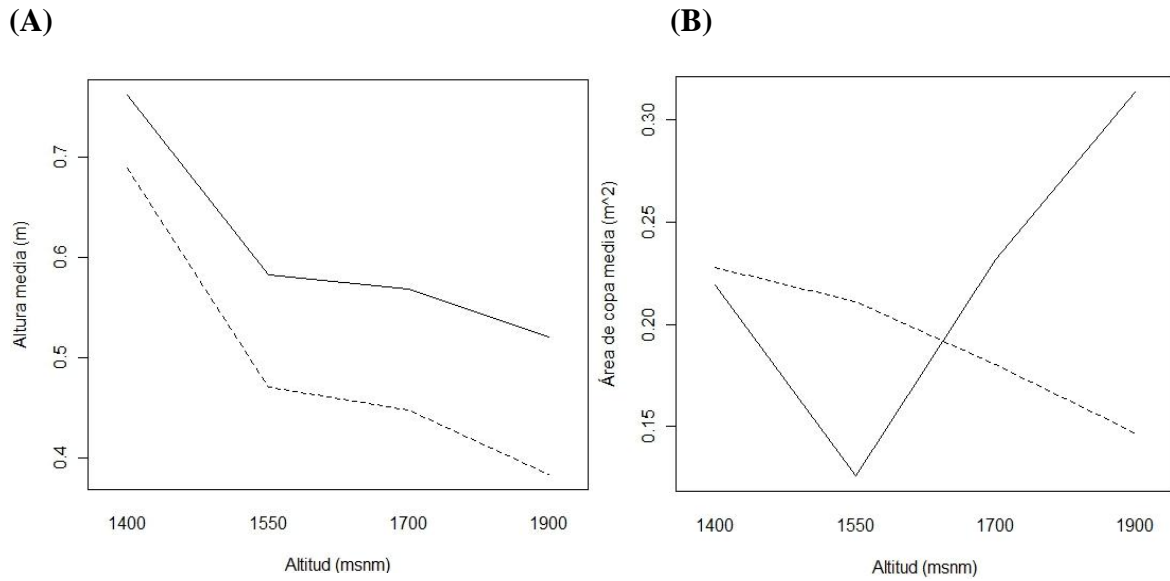 (A)
(B)
Altura media (m)
0.7
0.6
0.5
0.4
1400 1550 1700 1900
Altitud (msnm)
Área de copa media (m^2)
0.30
0.25
0.20
0.15
1400 1550 1700 1900
Altitud (msnm)